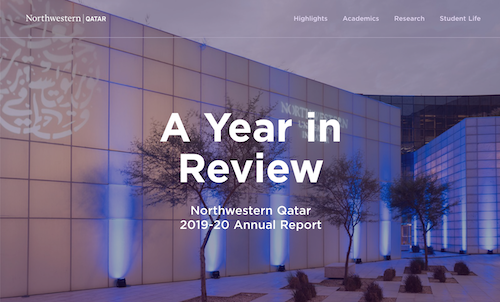 Northwestern | QATAR
Highlights Academics Research Student Life
A Year in
Review
Northwestern Qatar
2019-20 Annual Report